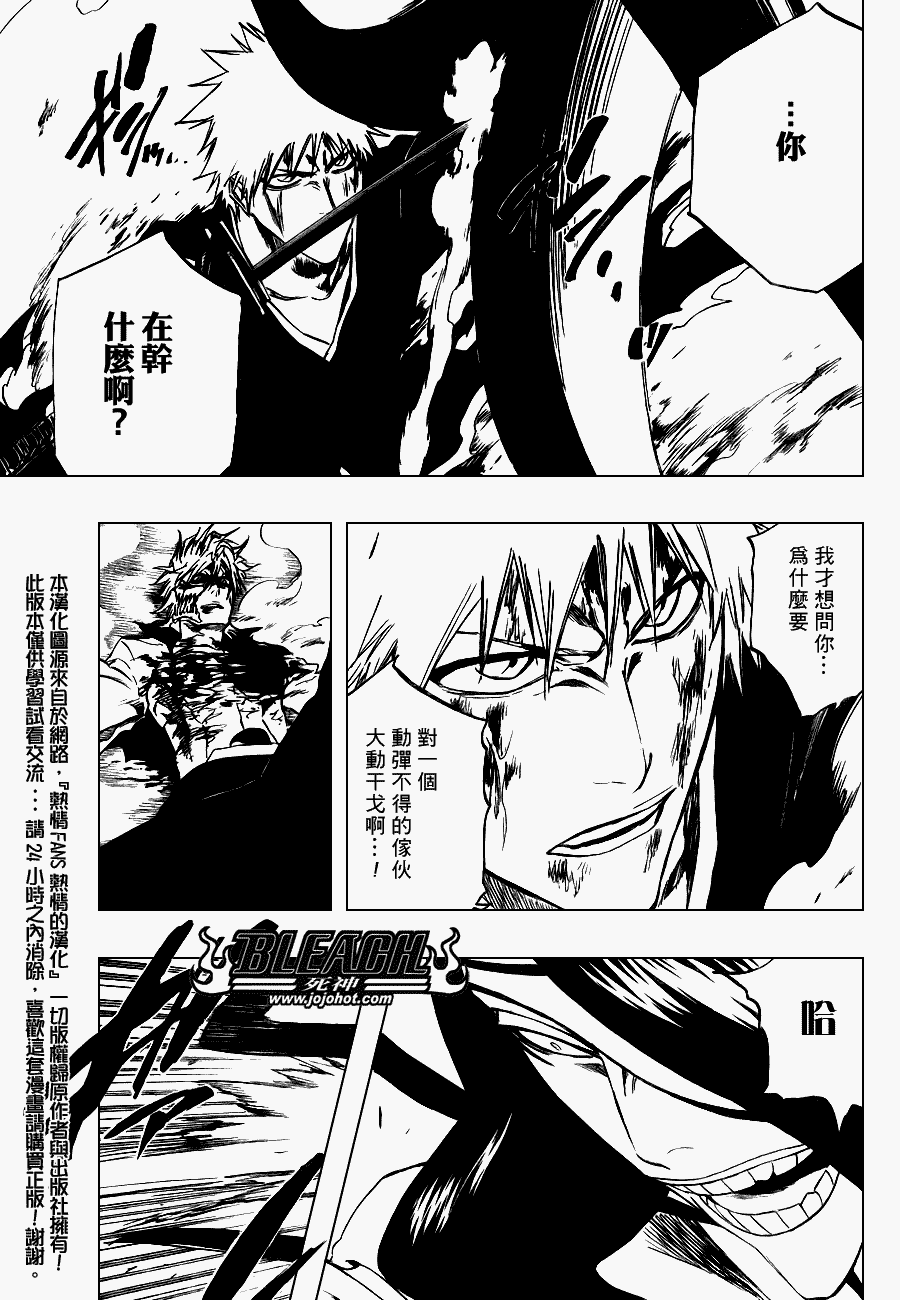 …你
在幹
什麼啊？
我才想問你…
爲什麼要
對一個
動彈不得的傢伙
大動干戈啊…！
哈
BLEACH
死神
www.jojohot.com
本漢化圖源來自於網路，『熱情FANS熱情的漢化』一切版權歸原作者與出版社擁有！
此版本僅供學習試看交流… 請24小時之內消除，喜歡這套漫畫請購買正版！謝謝。